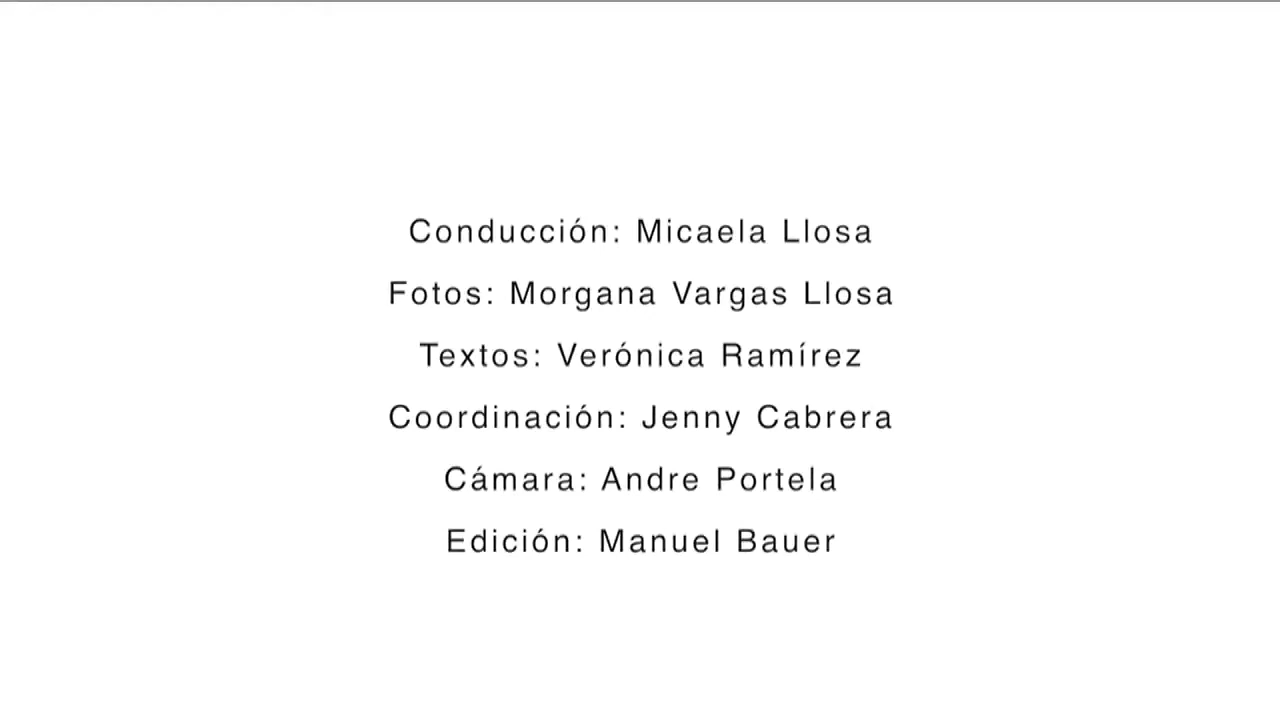 Conducción: Micaela Llosa
Fotos: Morgana Vargas Llosa
Textos: Verónica Ramírez
Coordinación: Jenny Cabrera
Cámara: Andre Portela
Edición: Manuel Bauer